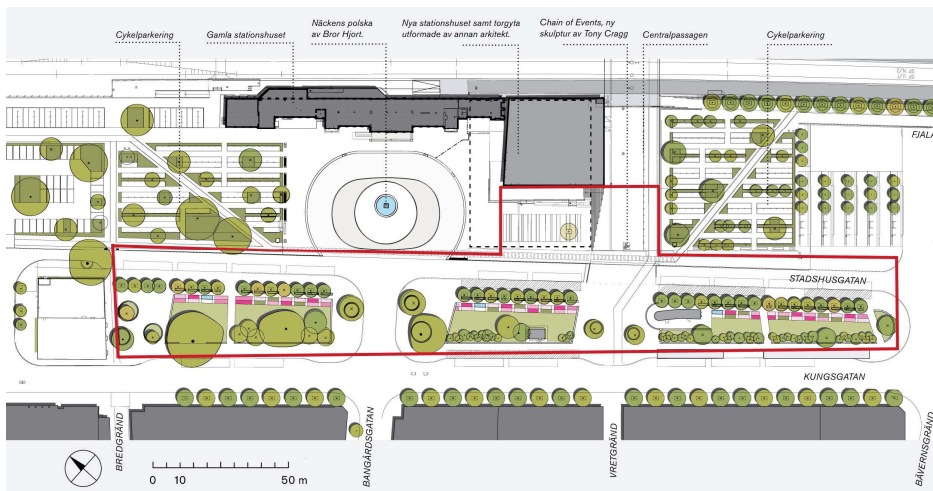 Cykelparkering
Gamla stationshuset
Näckens polska
av Bror Hjort.
Nya stationshuset samt torgyta
utformade av annan arkitekt.
Chain of Events, ny
skulptur av Tony Cragg
Centralpassagen
Cykelparkering
FJALA
STADSHUSGATAN
KUNGSGATAN
BREDGRÄND
BANGÅRDSGATAN
VRETGRÄND
BÄVERNSGRÄND
0 10 50 m